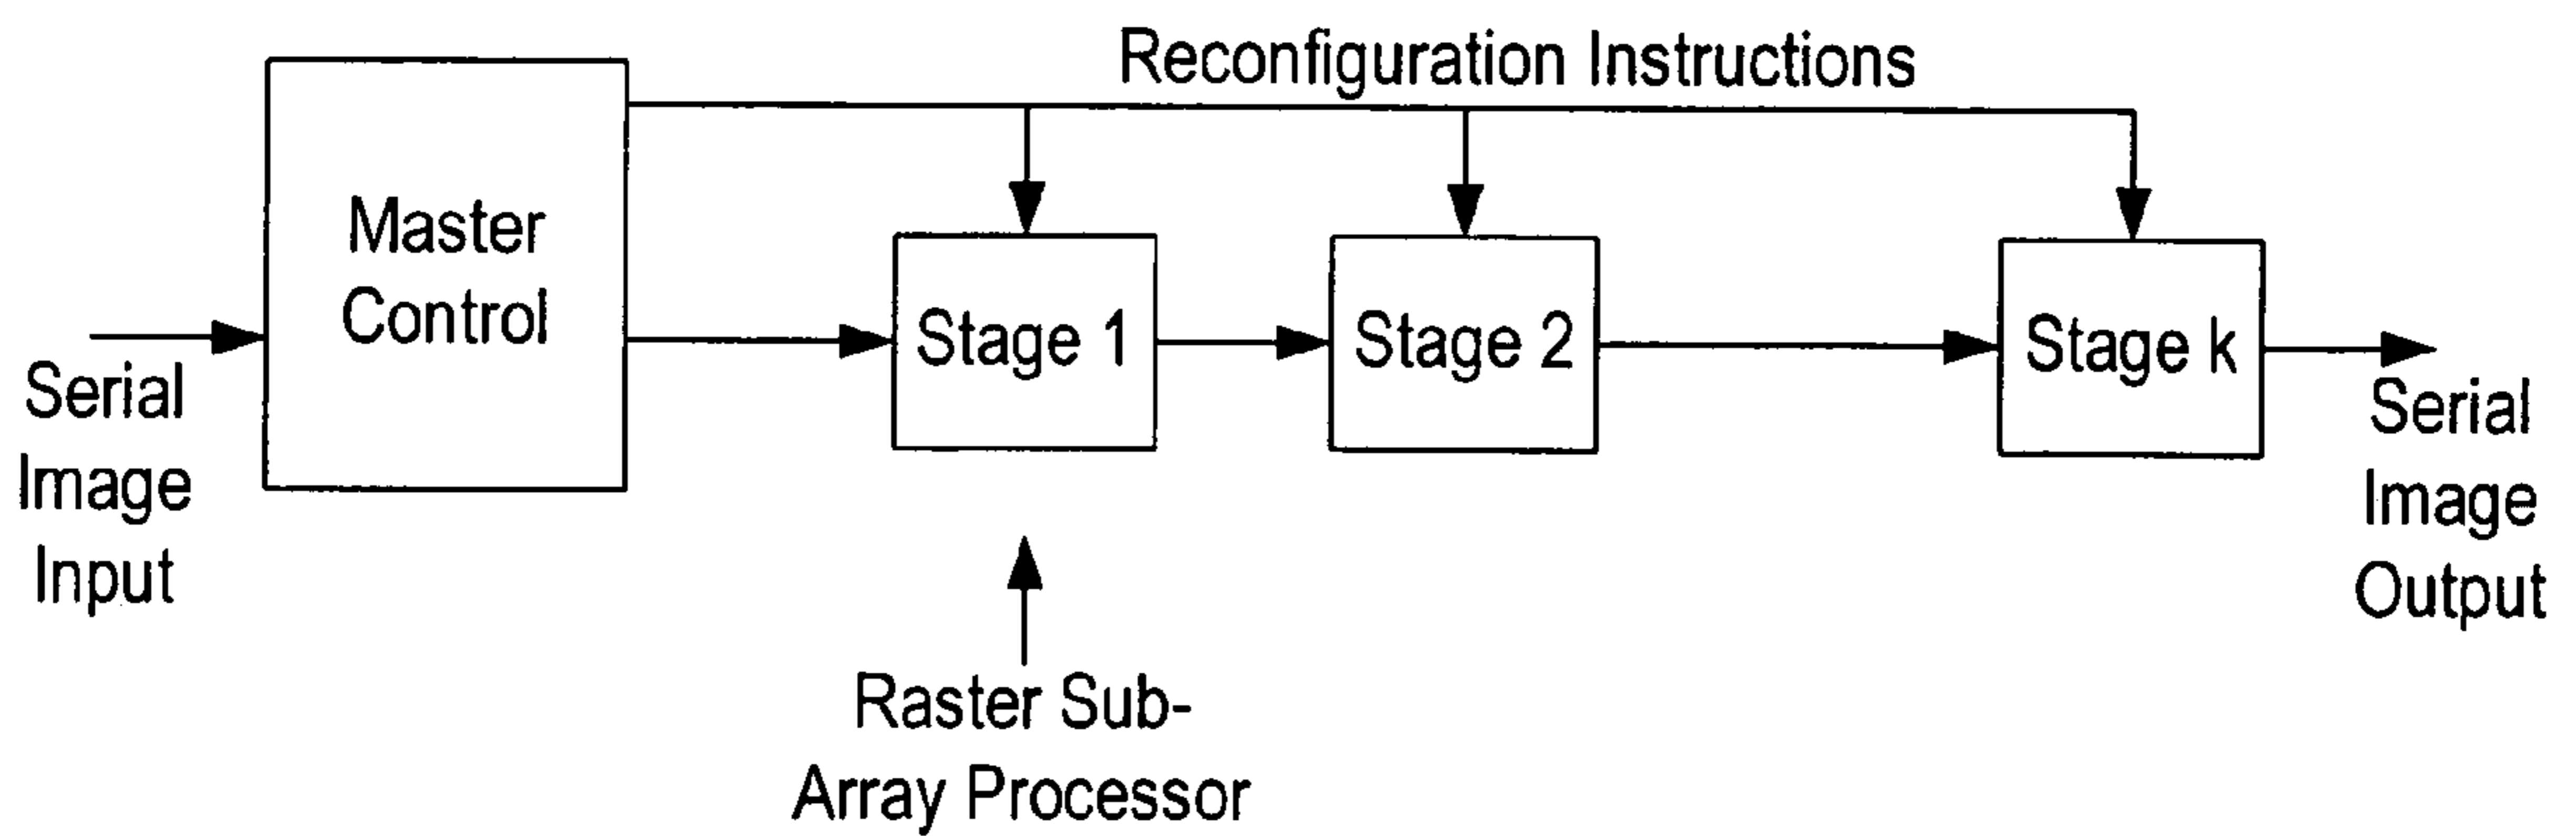 Reconfiguration Instructions
Master
Control
Stage 1
Stage 2
Stage k
Serial
Image
Input
Serial
Image
Output
Raster Sub-
Array Processor